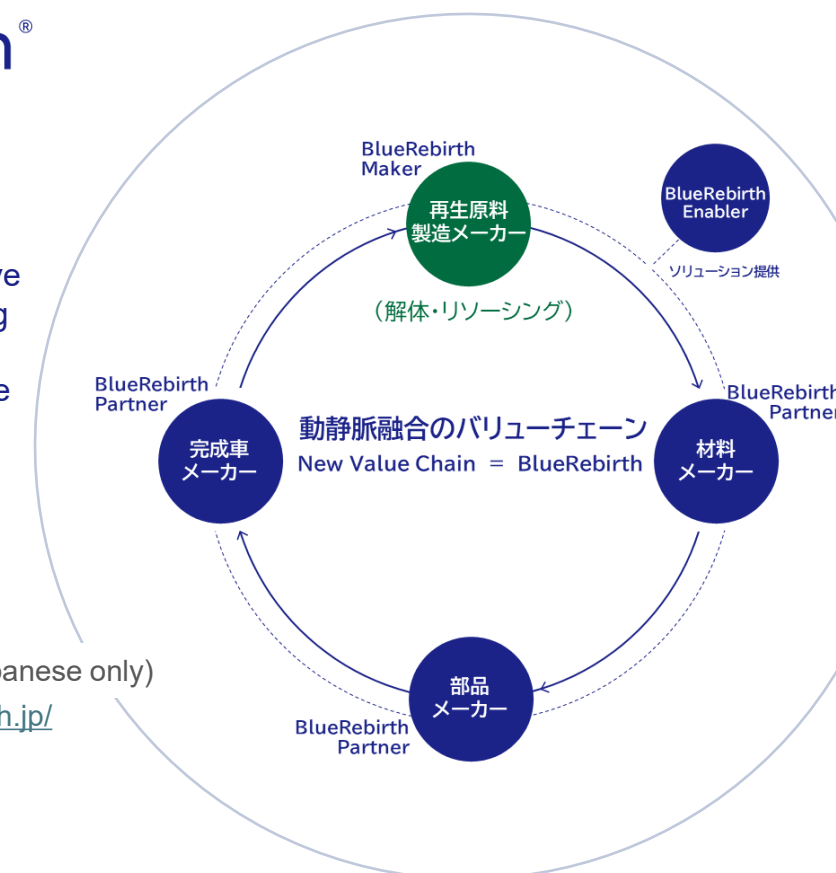 ®
BlueRebirth
Maker
再生原料
製造メーカー
(解体・リソーシング)
BlueRebirth
Enabler
ソリューション提供
BlueRebirth
Partner
完成車
メーカー
動静脈融合のバリューチェーン
New Value Chain = BlueRebirth
BlueRebirth
Partner
材料
メーカー
部品
メーカー
BlueRebirth
Partner
only)
h.jp/